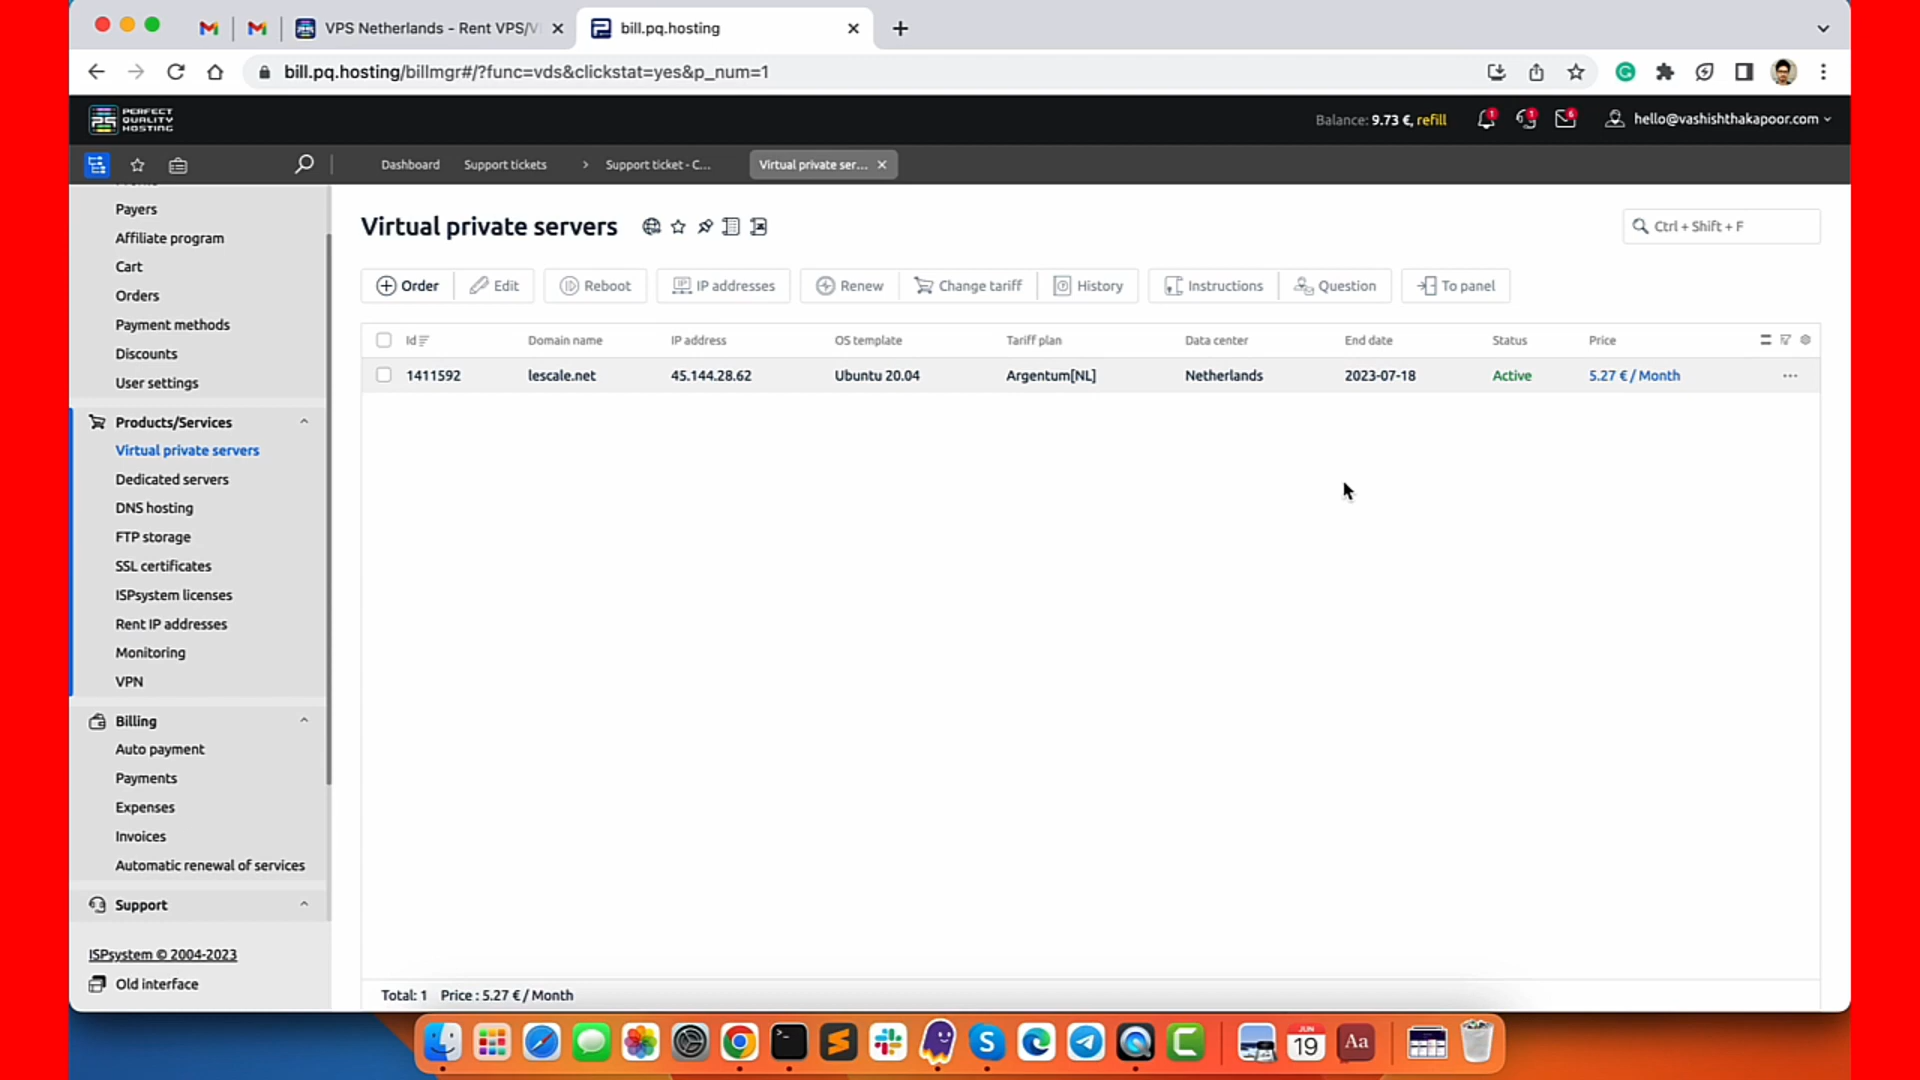 VPS Netherlands - Rent VPS/V
bill.pq.hosting
bill.pq.hosting/billmgr#/?func=vds&clickstat=yes&p_num=1
PERFECT
QUALITY
HOSTING
Balance: 9.73 €, refill
1
1
6
hello@vashishthakapoor.com
Dashboard
Support tickets
Support ticket - C...
Virtual private ser...
Payers
Affiliate program
Cart
Orders
Payment methods
Discounts
User settings
Products/Services
Virtual private servers
Dedicated servers
DNS hosting
FTP storage
SSL certificates
ISPsystem licenses
Rent IP addresses
Monitoring
VPN
Billing
Auto payment
Payments
Expenses
Invoices
Automatic renewal of services
Support
ISPsystem © 2004-2023
Old interface
Virtual private servers
Ctrl + Shift + F
Order Edit Reboot IP addresses Renew Change tariff History Instructions Question To panel
Id Domain name IP address OS template Tariff plan Data center End date Status Price
1411592 lescale.net 45.144.28.62 Ubuntu 20.04 Argentum[NL] Netherlands 2023-07-18 Active 5.27 € / Month ...
Total: 1 Price : 5.27 € / Month
JUN
19
Aa